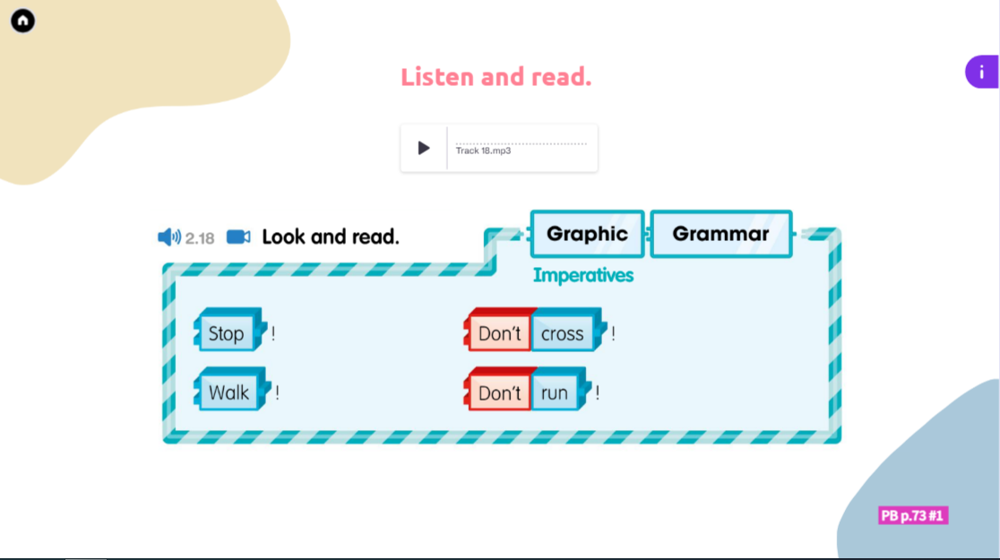 Listen and read.
i
Track 18.mp3
2.18 Look and read.
Graphic Grammar
Imperatives
Stop! Don't cross!
Walk! Don't run!
PB p.73 #1